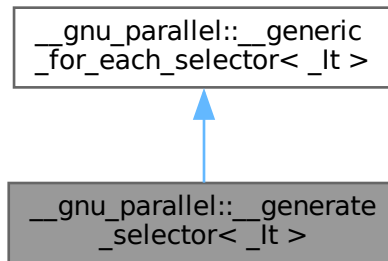 __gnu_parallel::__generic
_for_each_selector< _It >
__gnu_parallel::__generate
_selector< _It >